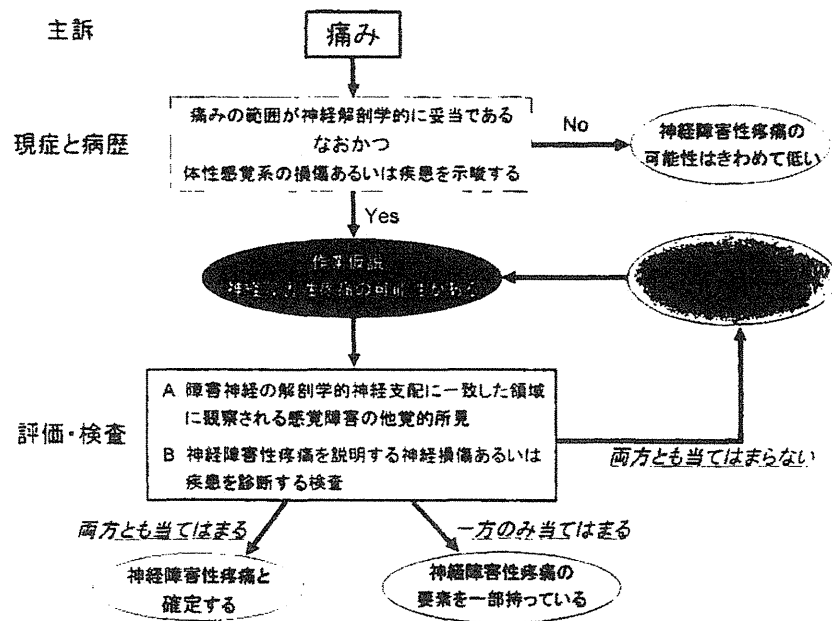 主訴
痛み
現症と病歴
痛みの範囲が神経解剖学的に妥当である
なおかつ
体性感覚系の損傷あるいは疾患を示唆する
No
神経障害性疼痛の
可能性はきわめて低い
Yes
作業仮説
評価・検査
A 障害神経の解剖学的神経支配に一致した領域
に観察される感覚障害の他覚的所見
B 神経障害性疼痛を説明する神経損傷あるいは
疾患を診断する検査
両方とも当てはまらない
両方とも当てはまる
一方のみ当てはまる
神経障害性疼痛と
確定する
神経障害性疼痛の
要素を一部持っている